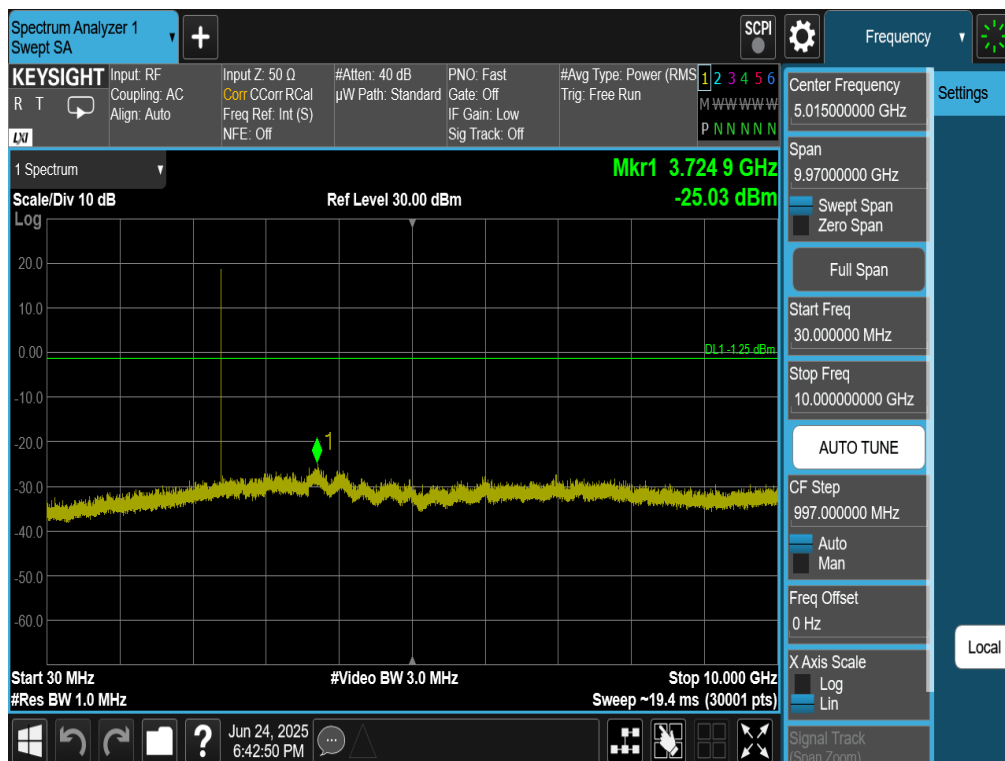 Spectrum Analyzer 1
Swept SA
SCPI
Frequency
KEYSIGHT
R T
LXI
Input: RF
Coupling: AC
Align: Auto
Input Z: 50 Ω
Corr CCorr RCal
Freq Ref: Int (S)
NFE: Off
#Atten: 40 dB
µW Path: Standard
PNO: Fast
Gate: Off
IF Gain: Low
Sig Track: Off
#Avg Type: Power (RMS
Trig: Free Run
1 2 3 4 5 6
M W W W W W
P N N N N N
1 Spectrum
Scale/Div 10 dB
Log
Ref Level 30.00 dBm
Mkr1 3.724 9 GHz
-25.03 dBm
20.0
10.0
0.00
-10.0
-20.0
-30.0
-40.0
-50.0
-60.0
DL1 -1.25 dBm
1
Start 30 MHz
#Res BW 1.0 MHz
#Video BW 3.0 MHz
Stop 10.000 GHz
Sweep ~19.4 ms (30001 pts)
Center Frequency
5.015000000 GHz
Span
9.97000000 GHz
Swept Span
Zero Span
Full Span
Start Freq
30.000000 MHz
Stop Freq
10.000000000 GHz
AUTO TUNE
CF Step
997.000000 MHz
Auto
Man
Freq Offset
0 Hz
X Axis Scale
Log
Lin
Signal Track
(Span Zoom)
Settings
Local
?
Jun 24, 2025
6:42:50 PM